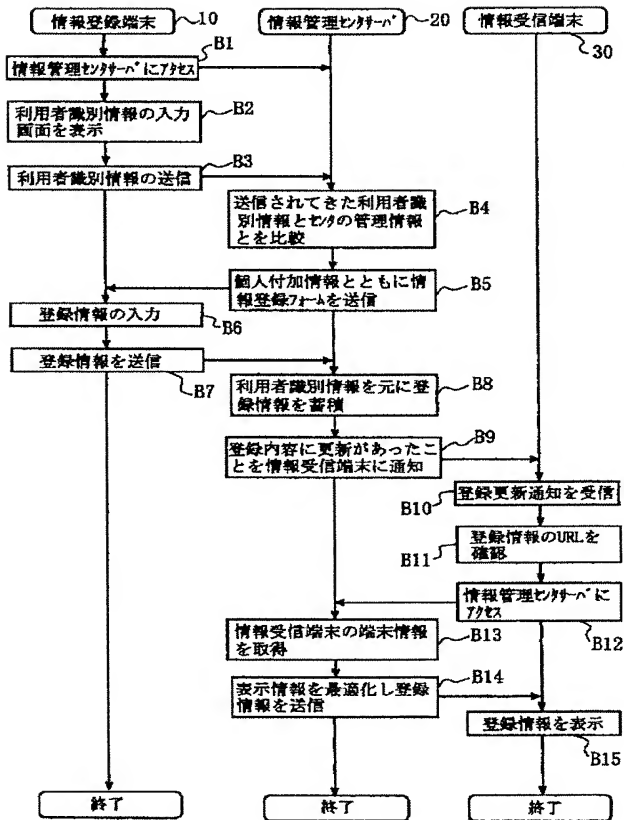 情報登録端末
10
情報管理センタサーバ
20
情報受信端末
30
B1
情報管理センタサーバにアクセス
B2
利用者識別情報の入力
画面を表示
B3
利用者識別情報の送信
送信されてきた利用者識
別情報とセンタの管理情報
とを比較
B4
個人付加情報とともに情
報登録フォームを送信
B5
登録情報の入力
B6
登録情報を送信
B7
利用者識別情報を元に登
録情報を蓄積
B8
登録内容に更新があったこ
とを情報受信端末に通知
B9
登録更新通知を受信
B10
登録情報のURLを
確認
B11
情報管理センタサーバに
アクセス
B12
情報受信端末の端末情報
を取得
B13
表示情報を最適化し登録
情報を送信
B14
登録情報を表示
B15
終了
終了
終了